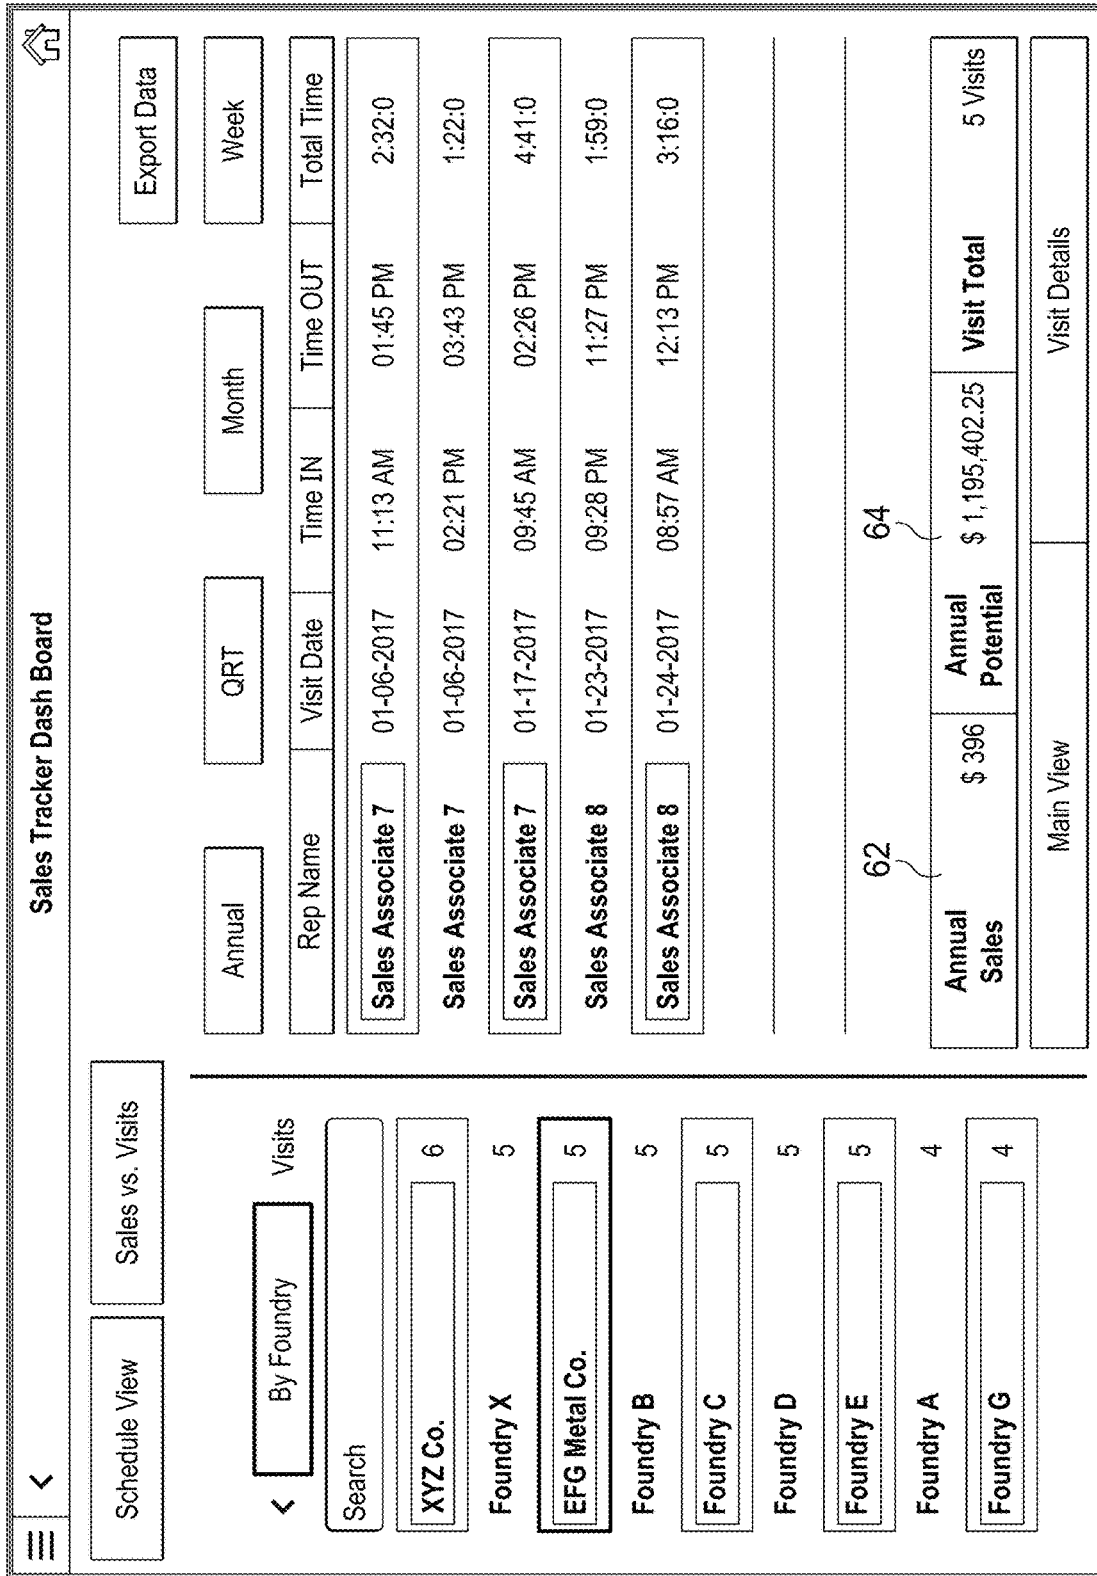 Sales Tracker Dash Board
Schedule View
Sales vs. Visits
Export Data
By Foundry
Visits
Search
XYZ Co. 6
Foundry X 5
EFG Metal Co. 5
Foundry B 5
Foundry C 5
Foundry D 5
Foundry E 5
Foundry A 4
Foundry G 4
Annual QRT Month Week
Rep Name Visit Date Time IN Time OUT Total Time
Sales Associate 7 01-06-2017 11:13 AM 01:45 PM 2:32:0
Sales Associate 7 01-06-2017 02:21 PM 03:43 PM 1:22:0
Sales Associate 7 01-17-2017 09:45 AM 02:26 PM 4:41:0
Sales Associate 8 01-23-2017 09:28 PM 11:27 PM 1:59:0
Sales Associate 8 01-24-2017 08:57 AM 12:13 PM 3:16:0
62 64
Annual Sales $ 396 Annual Potential $ 1,195,402.25 Visit Total 5 Visits
Main View Visit Details